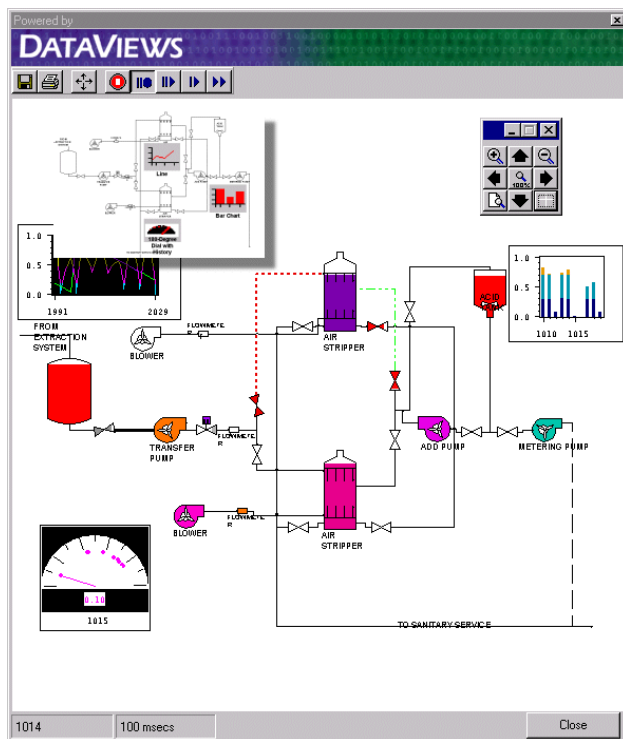 Powered by
DATAVIEWS
Line
Bar Chart
180-Degree
Dial with
History
1.0
0.5
0.0
1991
2029
FROM
EXTRACTION
SYSTEM
BLOWER
FLOWMETE
R
AIR
STRIPPER
ACID
TANK
1.0
0.5
0.0
1010
1015
100%
TRANSFER
PUMP
FLOWMETE
R
ADD PUMP
METERING PUMP
BLOWER
FLOWMETE
R
AIR
STRIPPER
0.10
1015
TO SANITARY SERVICE
1014
100 msecs
Close